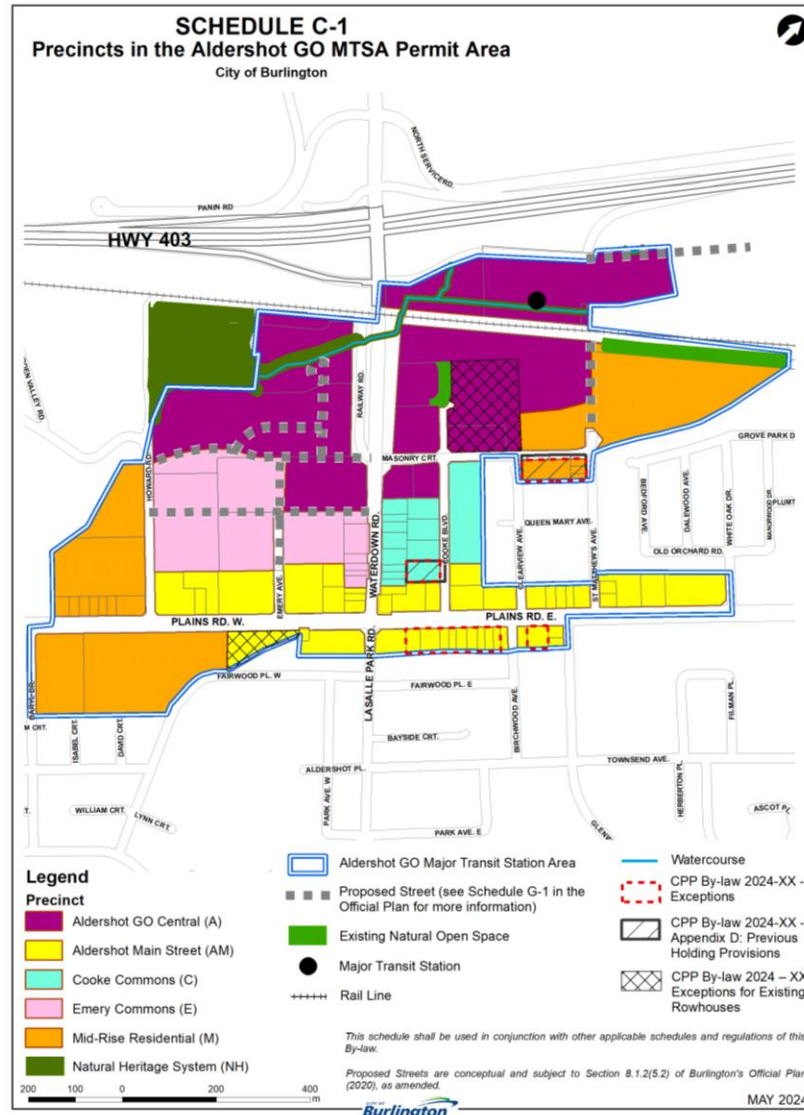 SCHEDULE C-1
Precincts in the Aldershot GO MTSA Permit Area
City of Burlington
NORTH SERVICERD.
PANIN RD
HWY 403
RAILWAY RD.
HOWARD RD.
MASONRY CRT.
GROVE PARK D
BEDFORD AVE.
DALEWOOD AVE.
WHITE OAK DR.
MANORWOOD DR.
PLUMT
QUEEN MARY AVE.
OLD ORCHARD RD.
WATERDOWN RD.
COOKE BLVD.
CLEARVIEW AVE.
ST MATTHEW'S AVE.
EMERY AVE.
PLAINS RD. W.
PLAINS RD. E.
DARYL DR.
LASALLE PARK RD.
FAIRWOOD PL. W
FAIRWOOD PL. E
BIRCHWOOD AVE.
FILMAN PL.
M CRT.
ISABEL CRT.
DAVID CRT.
BAYSIDE CRT.
TOWNSEND AVE.
ALDERSHOT PL.
PARK AVE. W
HERBERTON PL.
T.
WILLIAM CRT.
LYNN CRT.
PARK AVE. E
GLENW
ASCOT PL
Legend
Precinct
Aldershot GO Central (A)
Aldershot Main Street (AM)
Cooke Commons (C)
Emery Commons (E)
Mid-Rise Residential (M)
Natural Heritage System (NH)
Aldershot GO Major Transit Station Area
Proposed Street (see Schedule G-1 in the
Official Plan for more information)
Existing Natural Open Space
Major Transit Station
Rail Line
Watercourse
CPP By-law 2024-XX -
Exceptions
CPP By-law 2024-XX -
Appendix D: Previous
Holding Provisions
CPP By-law 2024 – XX
Exceptions for Existing
Rowhouses
This schedule shall be used in conjunction with other applicable schedules and regulations of this
By-law.
Proposed Streets are conceptual and subject to Section 8.1.2(5.2) of Burlington's Official Plan
(2020), as amended.
200 100 0 200 400
m
CITY OF
Burlington
MAY 2024